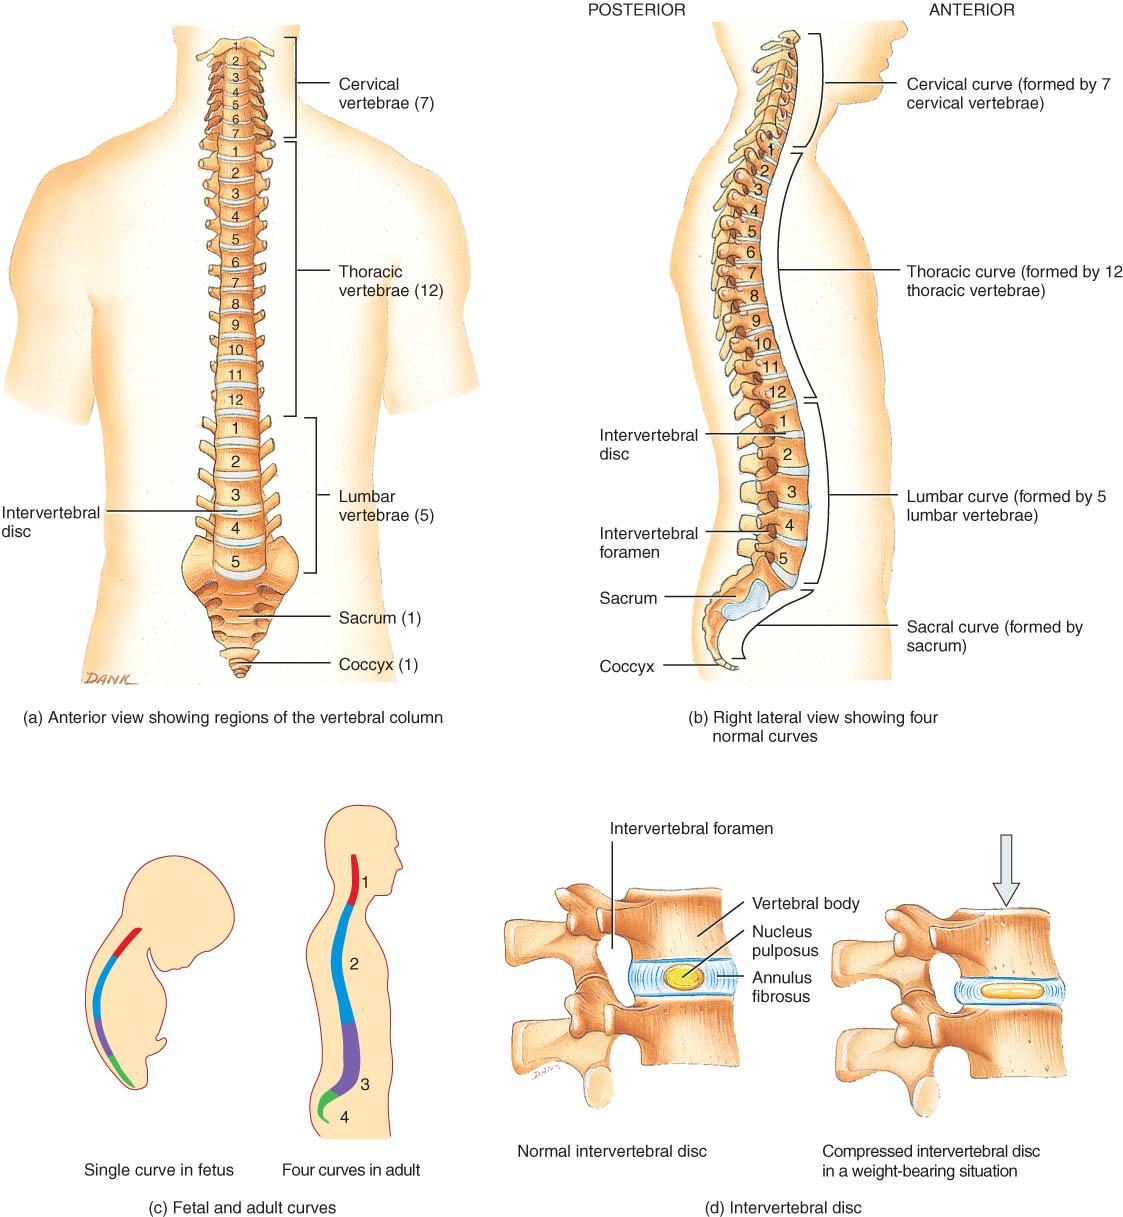 POSTERIOR
ANTERIOR
1
2
3
4
5
6
7
1
2
3
4
5
6
7
8
9
10
11
12
1
2
3
4
5
Cervical
vertebrae (7)
Thoracic
vertebrae (12)
Intervertebral
disc
Lumbar
vertebrae (5)
Sacrum (1)
Coccyx (1)
DANK
(a) Anterior view showing regions of the vertebral column
1
2
3
4
5
6
7
8
9
10
11
12
1
2
3
4
5
Cervical curve (formed by 7
cervical vertebrae)
Thoracic curve (formed by 12
thoracic vertebrae)
Intervertebral
disc
Lumbar curve (formed by 5
lumbar vertebrae)
Intervertebral
foramen
Sacrum
Sacral curve (formed by
sacrum)
Coccyx
(b) Right lateral view showing four
normal curves
1
2
3
4
Single curve in fetus
Four curves in adult
(c) Fetal and adult curves
Intervertebral foramen
Vertebral body
Nucleus
pulposus
Annulus
fibrosus
DANK
Normal intervertebral disc
Compressed intervertebral disc
in a weight-bearing situation
(d) Intervertebral disc